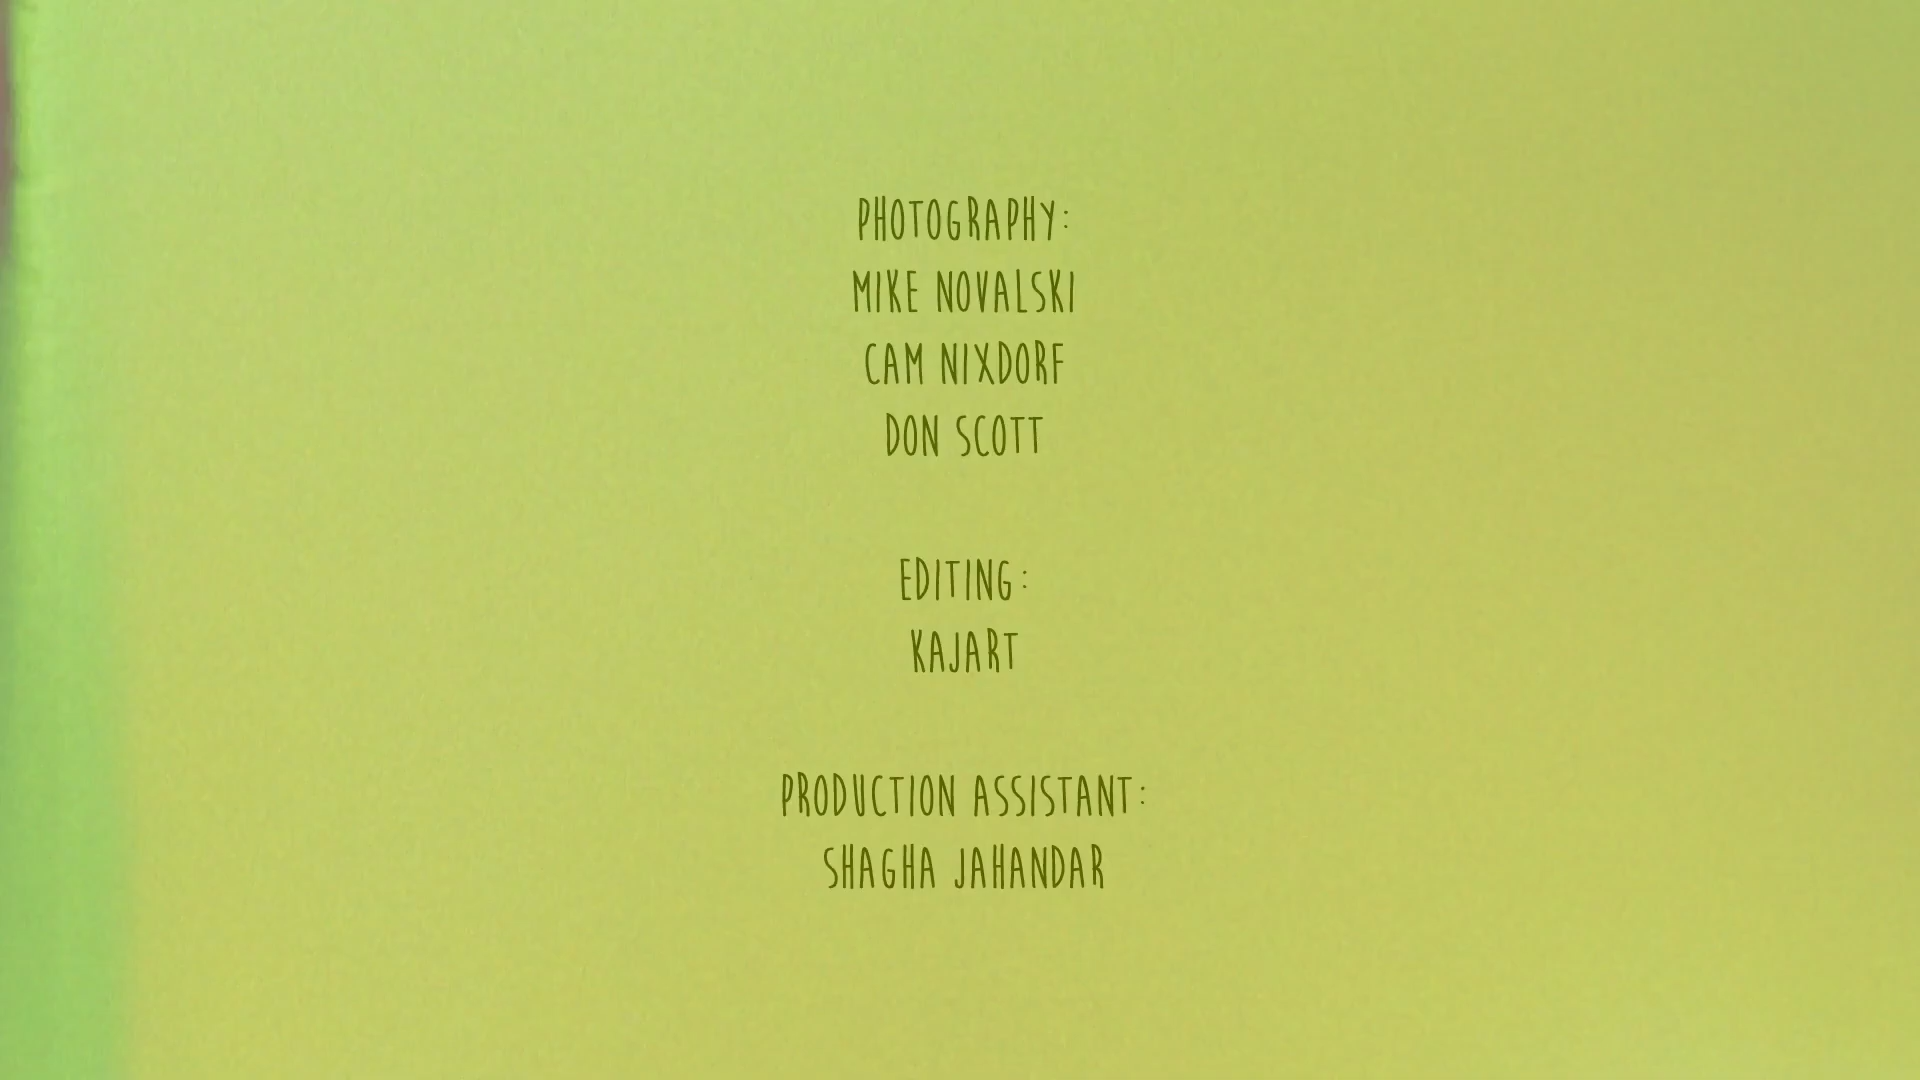 PHOTOGRAPHY:
MIKE NOVALSKI
CAM NIXDORF
DON SCOTT
EDITING:
KAJART
PRODUCTION ASSISTANT:
SHAGHA JAHANDAR